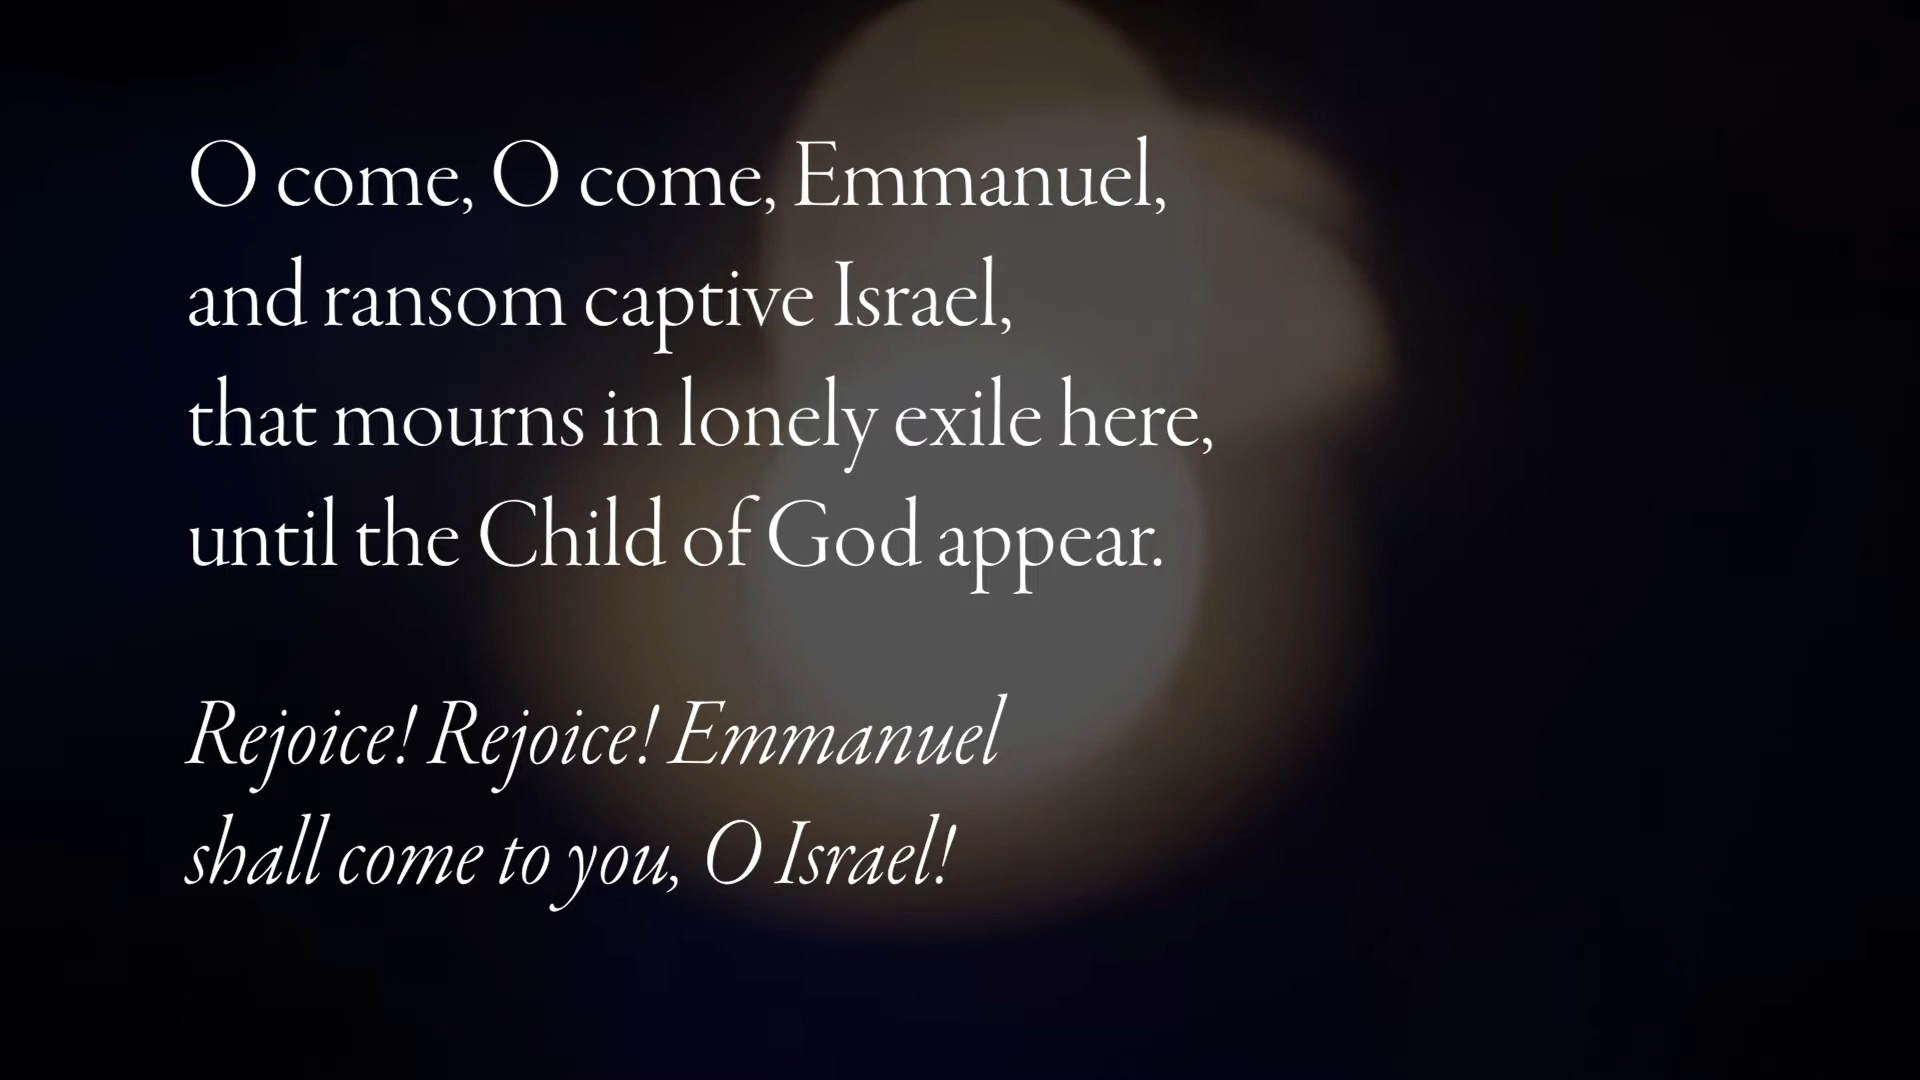 O come, O come, Emmanuel,
and ransom captive Israel,
that mourns in lonely exile here,
until the Child of God appear.
Rejoice! Rejoice! Emmanuel
shall come to you, O Israel!